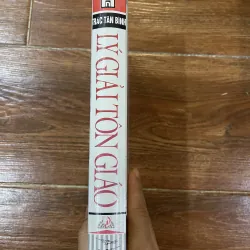 TRÁC TÂN BÌNH
LÝ GIẢI TÔN GIÁO